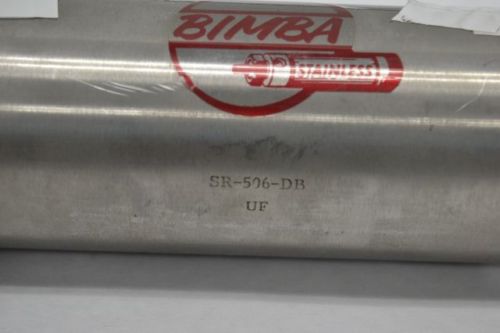 BIMBA
STAINLESS
SR-506-DB
UF